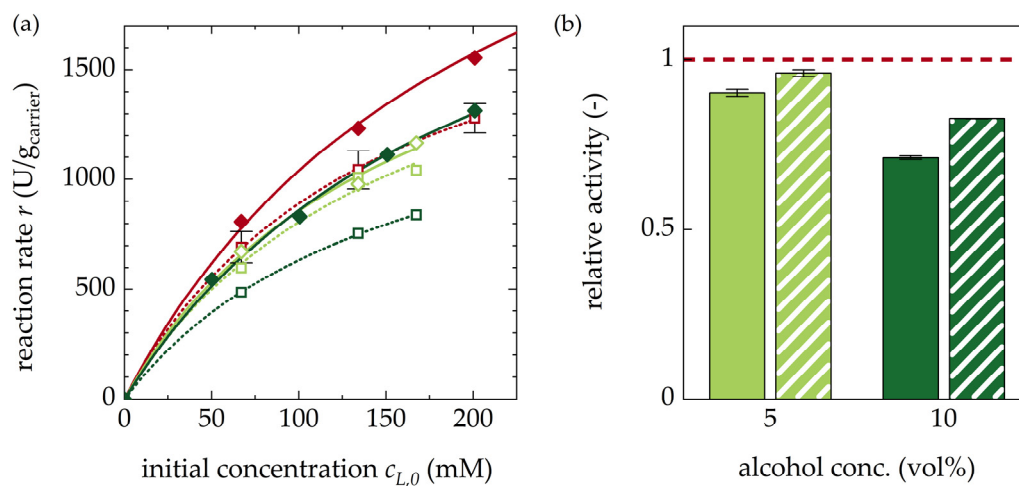 (a)
reaction rate r (U/gcarrier)
1500
1000
500
0
0
50
100
150
200
initial concentration cL,0 (mM)
(b)
relative activity (-)
1
0.5
0
5
10
alcohol conc. (vol%)